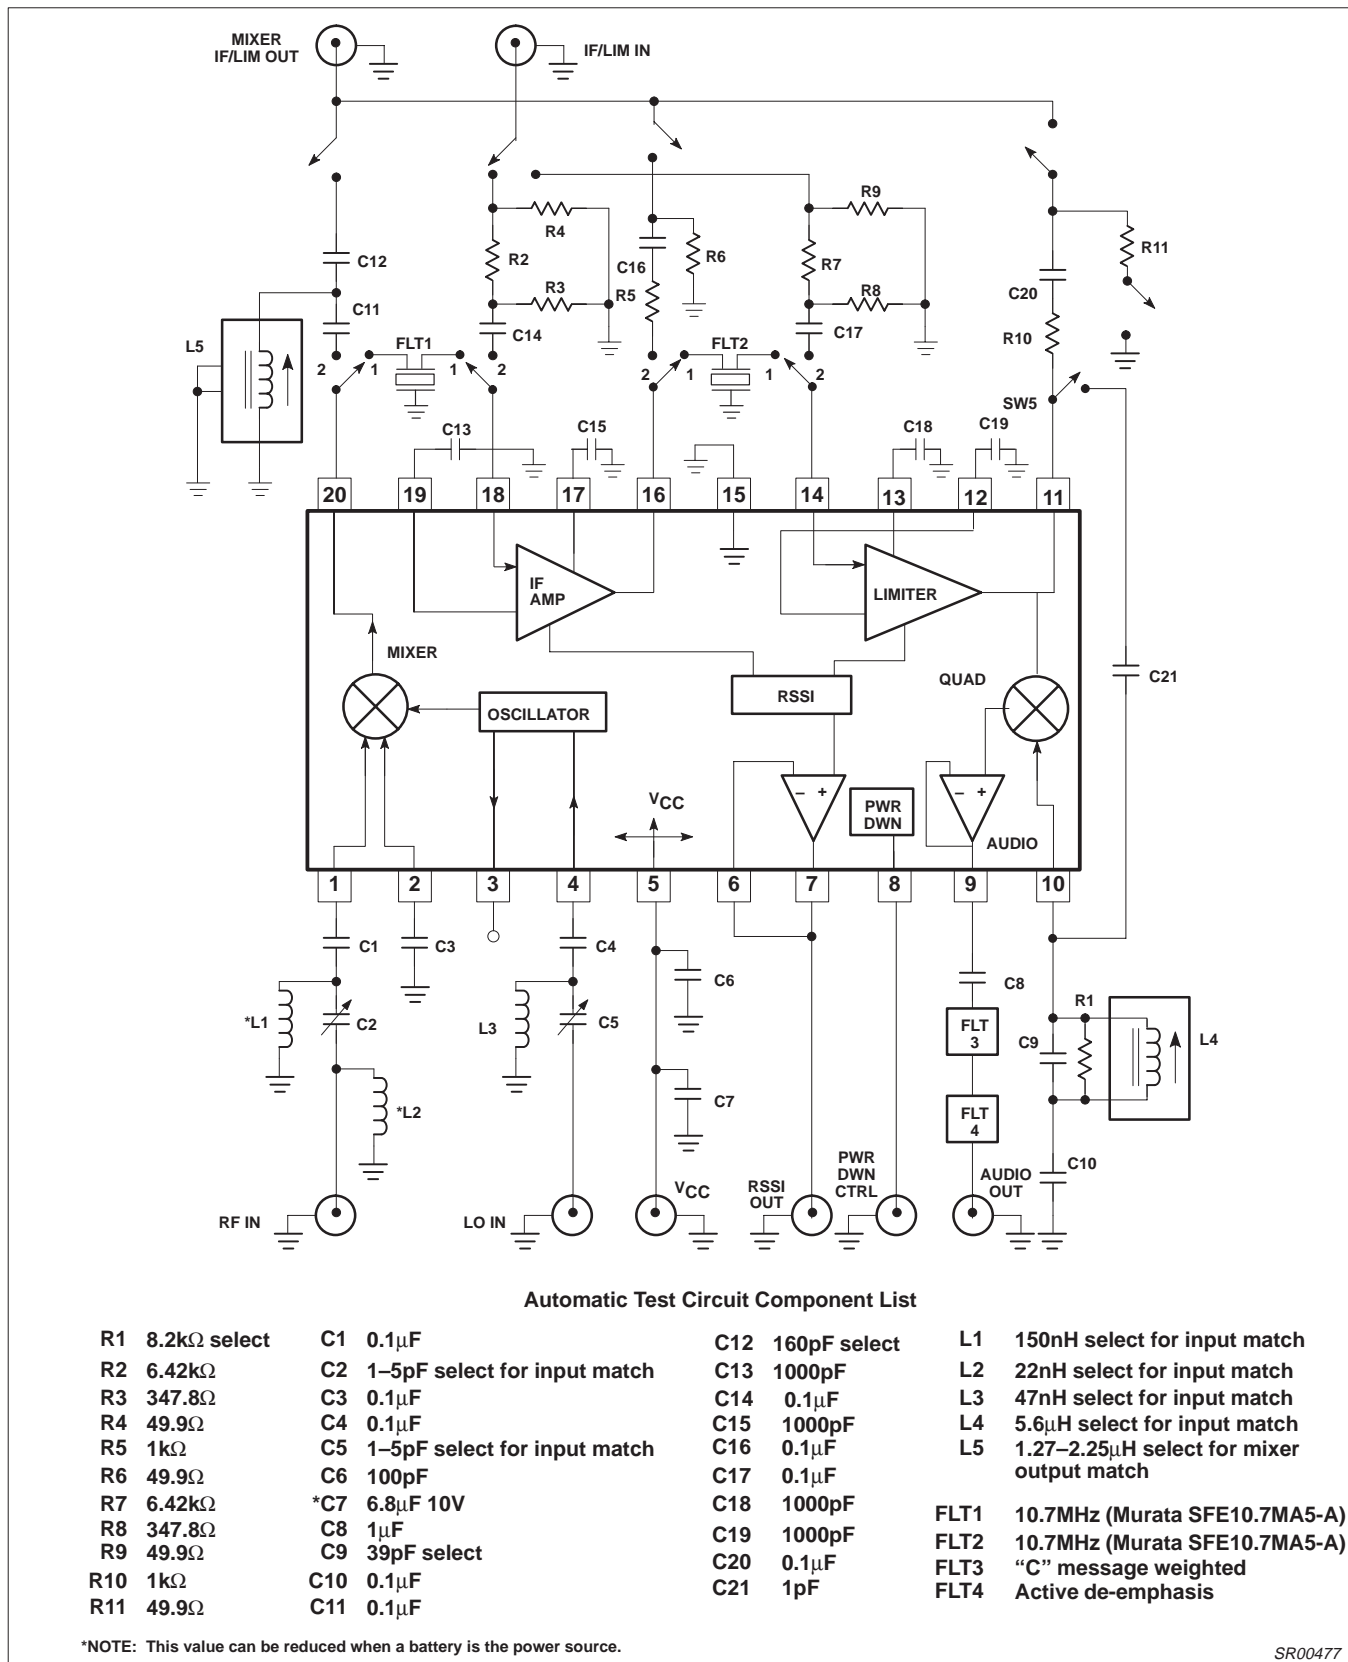 MIXER
IF/LIM OUT
IF/LIM IN
R9
R4
R11
C12
R2
C16
R6
R7
C20
R3
R5
R8
C11
C14
C17
R10
L5
FLT1
FLT2
2 1 1 2
2 1 1 2
SW5
C13
C15
C18
C19
20 19 18 17 16 15 14 13 12 11
IF
AMP
LIMITER
MIXER
RSSI
QUAD
C21
OSCILLATOR
VCC
– +
PWR
DWN
– +
AUDIO
1 2 3 4 5 6 7 8 9 10
C1
C3
C4
C6
C8
*L1
C2
L3
C5
FLT
3
R1
C9
L4
*L2
C7
FLT
4
C10
RF IN
LO IN
VCC
RSSI
OUT
PWR
DWN
CTRL
AUDIO
OUT
Automatic Test Circuit Component List
R1 8.2kΩ select
R2 6.42kΩ
R3 347.8Ω
R4 49.9Ω
R5 1kΩ
R6 49.9Ω
R7 6.42kΩ
R8 347.8Ω
R9 49.9Ω
R10 1kΩ
R11 49.9Ω
C1 0.1μF
C2 1–5pF select for input match
C3 0.1μF
C4 0.1μF
C5 1–5pF select for input match
C6 100pF
*C7 6.8μF 10V
C8 1μF
C9 39pF select
C10 0.1μF
C11 0.1μF
C12 160pF select
C13 1000pF
C14 0.1μF
C15 1000pF
C16 0.1μF
C17 0.1μF
C18 1000pF
C19 1000pF
C20 0.1μF
C21 1pF
L1 150nH select for input match
L2 22nH select for input match
L3 47nH select for input match
L4 5.6μH select for input match
L5 1.27–2.25μH select for mixer
output match
FLT1 10.7MHz (Murata SFE10.7MA5-A)
FLT2 10.7MHz (Murata SFE10.7MA5-A)
FLT3 “C” message weighted
FLT4 Active de-emphasis
*NOTE: This value can be reduced when a battery is the power source.
SR00477